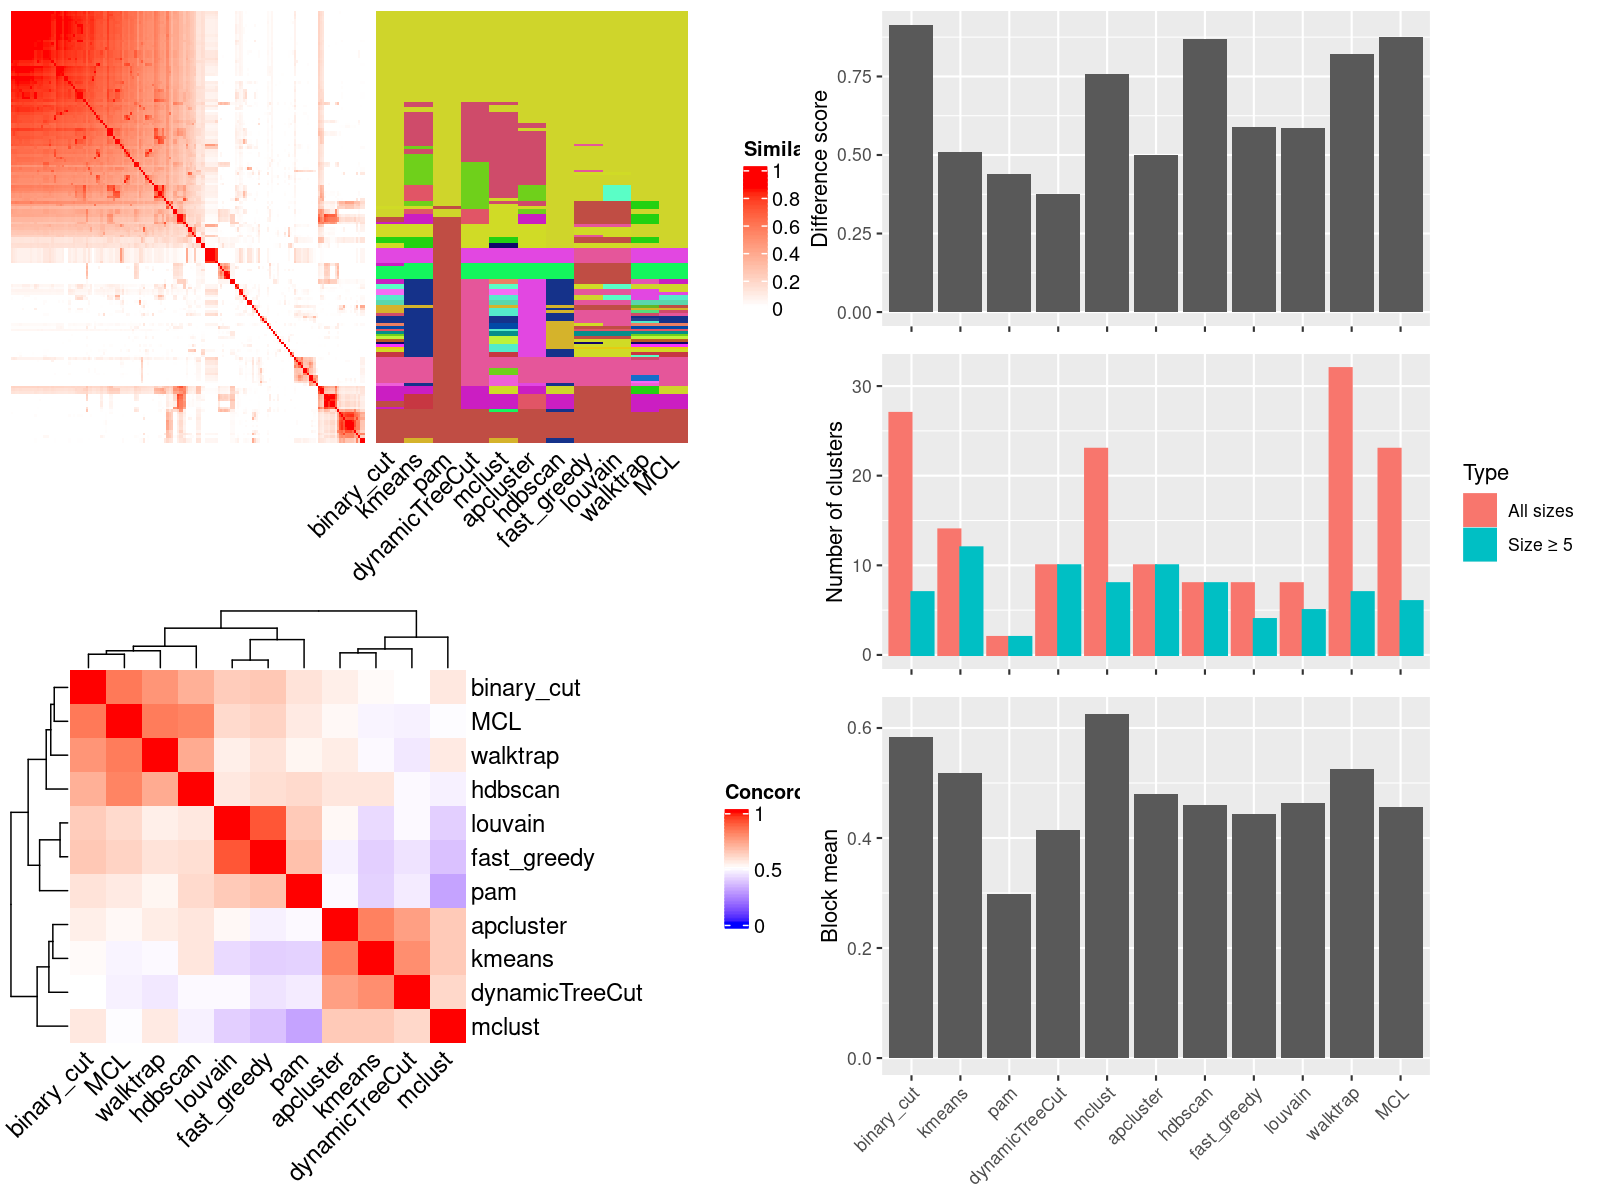 Simila
1
0.8
0.6
0.4
0.2
0
binary_cut
kmeans
pam
dynamicTreeCut
mclust
apcluster
hdbscan
fast_greedy
louvain
walktrap
MCL
binary_cut
MCL
walktrap
hdbscan
louvain
fast_greedy
pam
apcluster
kmeans
dynamicTreeCut
mclust
binary_cut
MCL
walktrap
hdbscan
louvain
fast_greedy
pam
apcluster
kmeans
dynamicTreeCut
mclust
Concord
1
0.5
0
Difference score
0.75
0.50
0.25
0.00
Number of clusters
30
20
10
0
Type
All sizes
Size ≥ 5
Block mean
0.6
0.4
0.2
0.0
binary_cut
kmeans
pam
dynamicTreeCut
mclust
apcluster
hdbscan
fast_greedy
louvain
walktrap
MCL